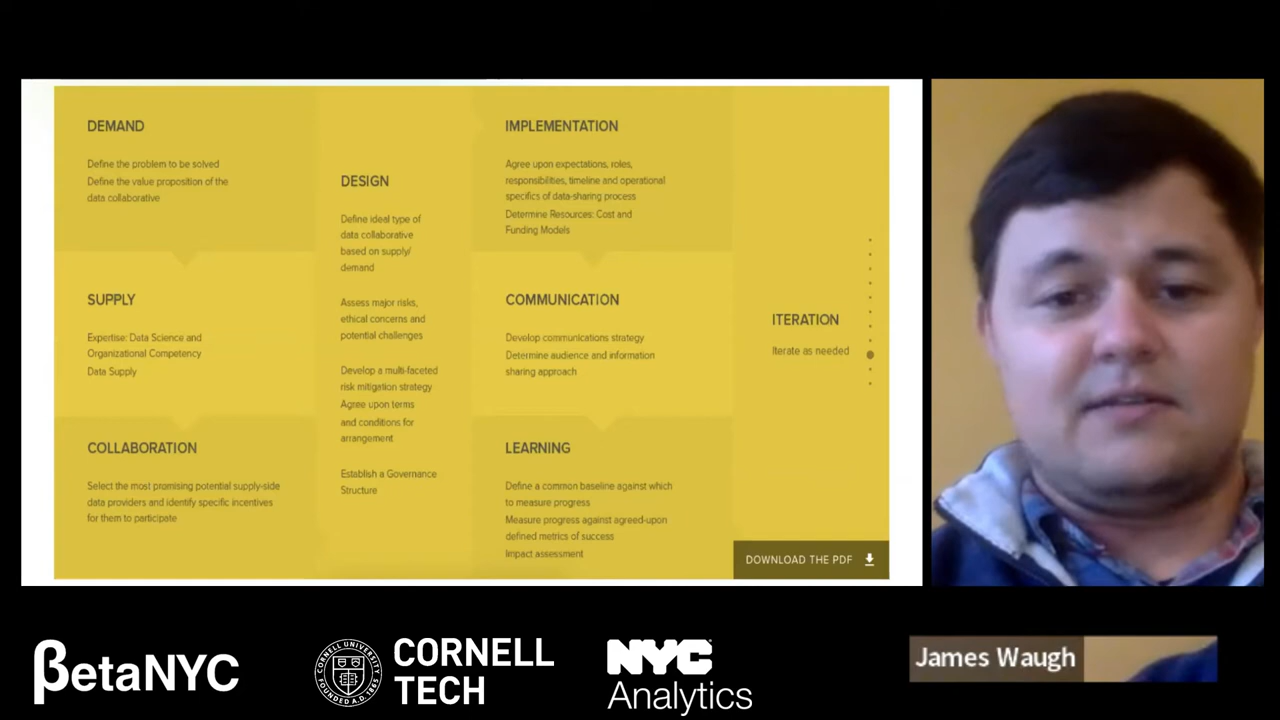 DEMAND
Define the problem to be solved
Define the value proposition of the
data collaborative
SUPPLY
Expertise: Data Science and
Organizational Competency
Data Supply
COLLABORATION
Select the most promising potential supply-side
data providers and identify specific incentives
for them to participate
DESIGN
Define ideal type of
data collaborative
based on supply/
demand
Assess major risks,
ethical concerns and
potential challenges
Develop a multi-faceted
risk mitigation strategy
Agree upon terms
and conditions for
arrangement
Establish a Governance
Structure
IMPLEMENTATION
Agree upon expectations, roles,
responsibilities, timeline and operational
specifics of data-sharing process
Determine Resources: Cost and
Funding Models
COMMUNICATION
Develop communications strategy
Determine audience and information
sharing approach
LEARNING
Define a common baseline against which
to measure progress
Measure progress against agreed-upon
defined metrics of success
Impact assessment
ITERATION
Iterate as needed
DOWNLOAD THE PDF
βetaNYC
CORNELL UNIVERSITY
FOUNDED A.D. 1865
CORNELL
TECH
NYC
Analytics
James Waugh